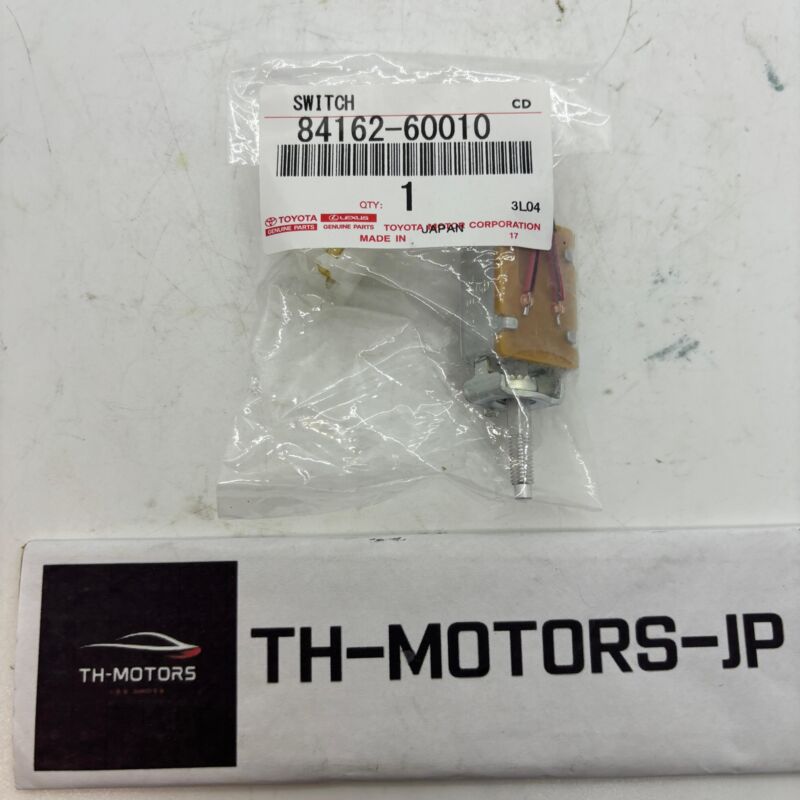 SWITCH CD
84162-60010
QTY: 1 3L04
TOYOTA LEXUS
GENUINE PARTS GENUINE PARTS TOYOTA MOTOR CORPORATION
MADE IN JAPAN 17
TH-MOTORS
TH-MOTORS-JP